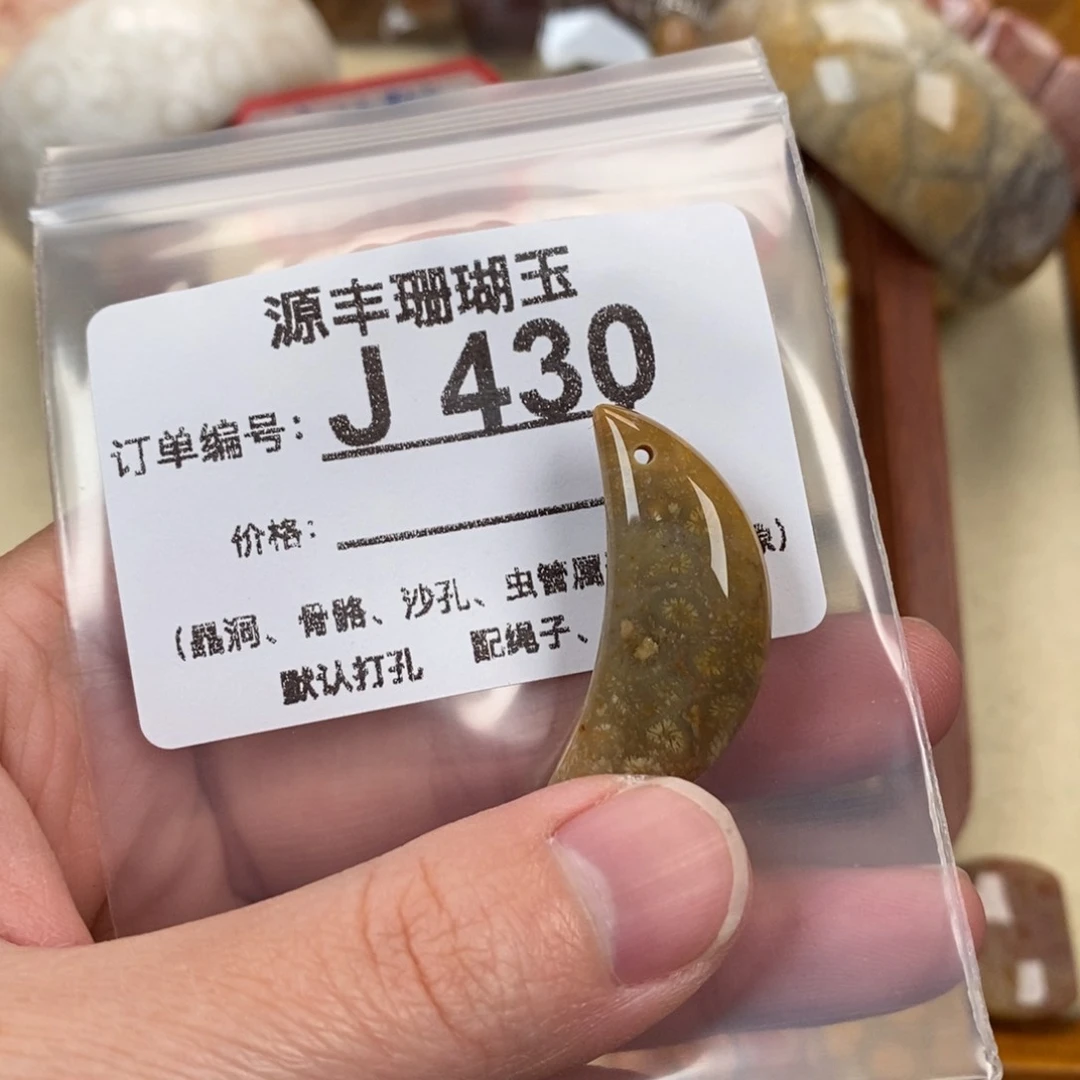 源丰珊瑚玉
订单编号: J 430
价格:
(晶洞、骨骼、沙孔、虫管属
默认打孔 配绳子、